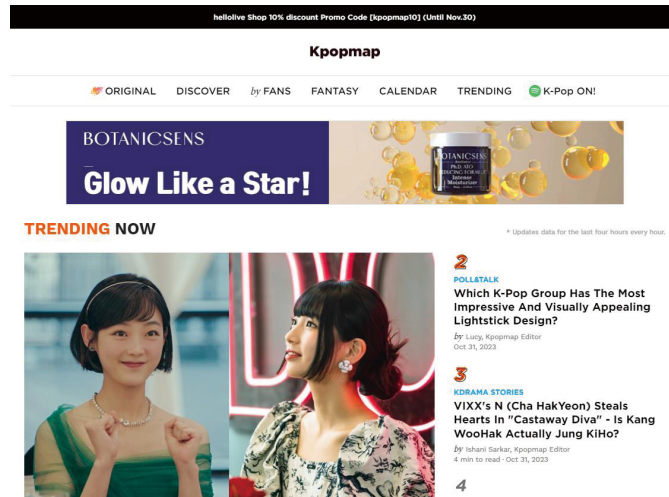 hellolive Shop 10% discount Promo Code [kpopmap10] (Until Nov.30)
Kpopmap
ORIGINAL DISCOVER by FANS FANTASY CALENDAR TRENDING K-Pop ON!
BOTANICSENS
Glow Like a Star!
BOTANICSENS
Intense
Moisturizer
TRENDING NOW
* Updates data for the last four hours every hour.
2
POLL&TALK
Which K-Pop Group Has The Most
Impressive And Visually Appealing
Lightstick Design?
by Lucy, Kpopmap Editor
Oct 31, 2023
3
KDRAMA STORIES
VIXX's N (Cha HakYeon) Steals
Hearts In "Castaway Diva" - Is Kang
WooHak Actually Jung KiHo?
by Ishani Sarkar, Kpopmap Editor
4 min to read · Oct 31, 2023
4